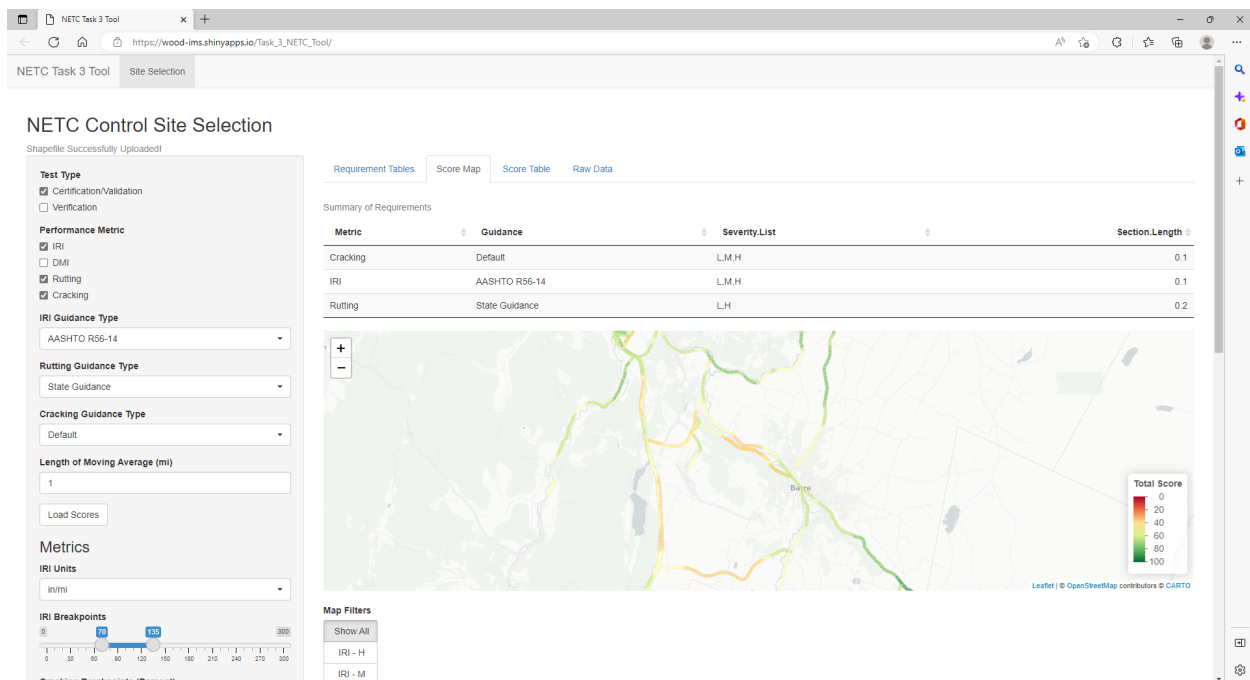 NETC Task 3 Tool
https://wood-ims.shinyapps.io/Task_3_NETC_Tool/
NETC Task 3 Tool Site Selection
NETC Control Site Selection
Shapefile Successfully Uploaded!
Test Type
Certification/Validation
Verification
Performance Metric
IRI
DMI
Rutting
Cracking
IRI Guidance Type
AASHTO R56-14
Rutting Guidance Type
State Guidance
Cracking Guidance Type
Default
Length of Moving Average (mi)
1
Load Scores
Metrics
IRI Units
in/mi
IRI Breakpoints
0 70 135 300
0 30 60 90 120 150 180 210 240 270 300
Requirement Tables Score Map Score Table Raw Data
Summary of Requirements
Metric Guidance Severity.List Section.Length
Cracking Default L,M,H 0.1
IRI AASHTO R56-14 L,M,H 0.1
Rutting State Guidance L,H 0.2
+
−
Barre
Total Score
0
20
40
60
80
100
Leaflet | © OpenStreetMap contributors © CARTO
Map Filters
Show All
IRI - H
IRI - M